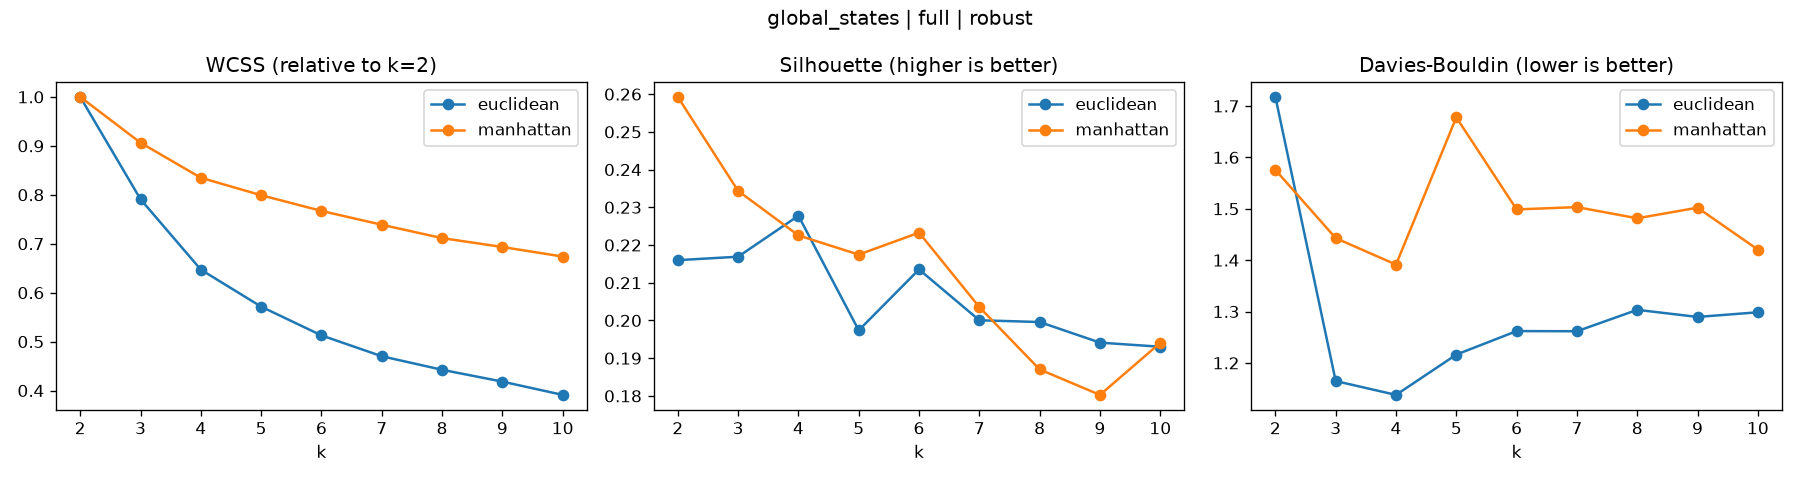 global_states | full | robust
WCSS (relative to k=2)
1.0
0.9
0.8
0.7
0.6
0.5
0.4
euclidean
manhattan
2 3 4 5 6 7 8 9 10
k
Silhouette (higher is better)
0.26
0.25
0.24
0.23
0.22
0.21
0.20
0.19
0.18
euclidean
manhattan
2 3 4 5 6 7 8 9 10
k
Davies-Bouldin (lower is better)
1.7
1.6
1.5
1.4
1.3
1.2
euclidean
manhattan
2 3 4 5 6 7 8 9 10
k